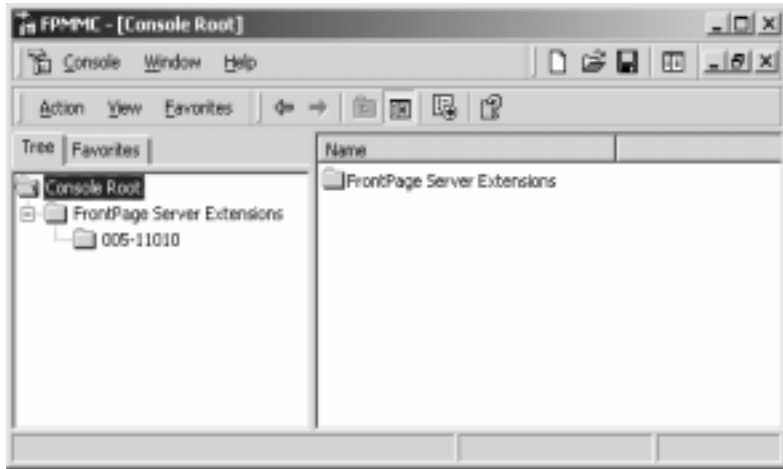 FPMMC - [Console Root]
Console Window Help
Action View Favorites
Tree Favorites
Name
Console Root
FrontPage Server Extensions
005-11010
FrontPage Server Extensions